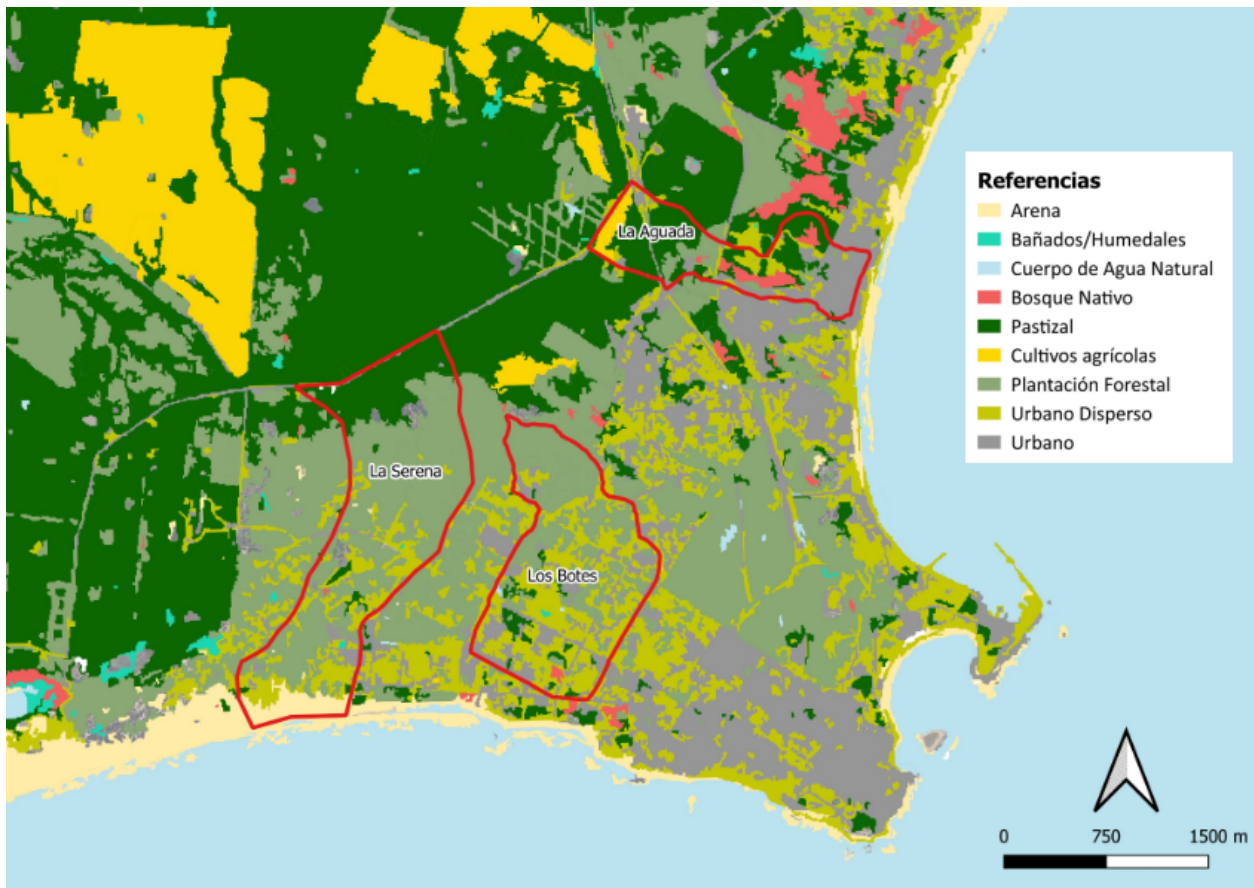 La Aguada
La Serena
Los Botes
Referencias
Arena
Bañados/Humedales
Cuerpo de Agua Natural
Bosque Nativo
Pastizal
Cultivos agrícolas
Plantación Forestal
Urbano Disperso
Urbano
0 750 1500 m